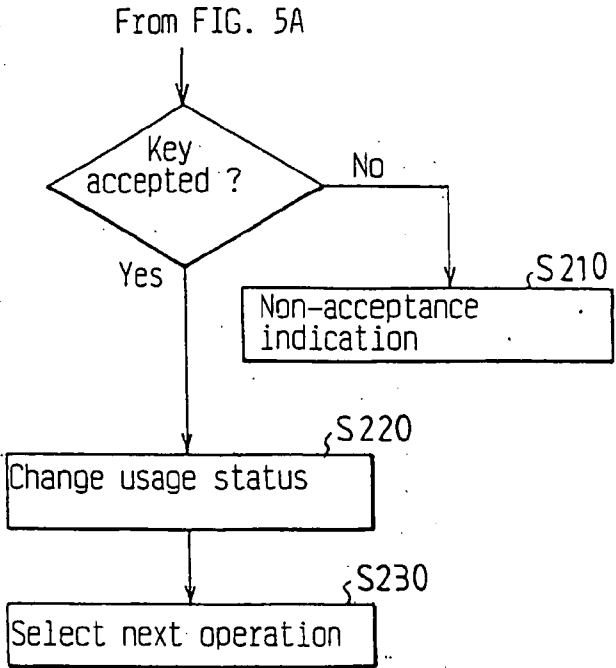 From FIG. 5A
Key
accepted ?
No
Yes
S210
Non-acceptance
indication
S220
Change usage status
S230
Select next operation